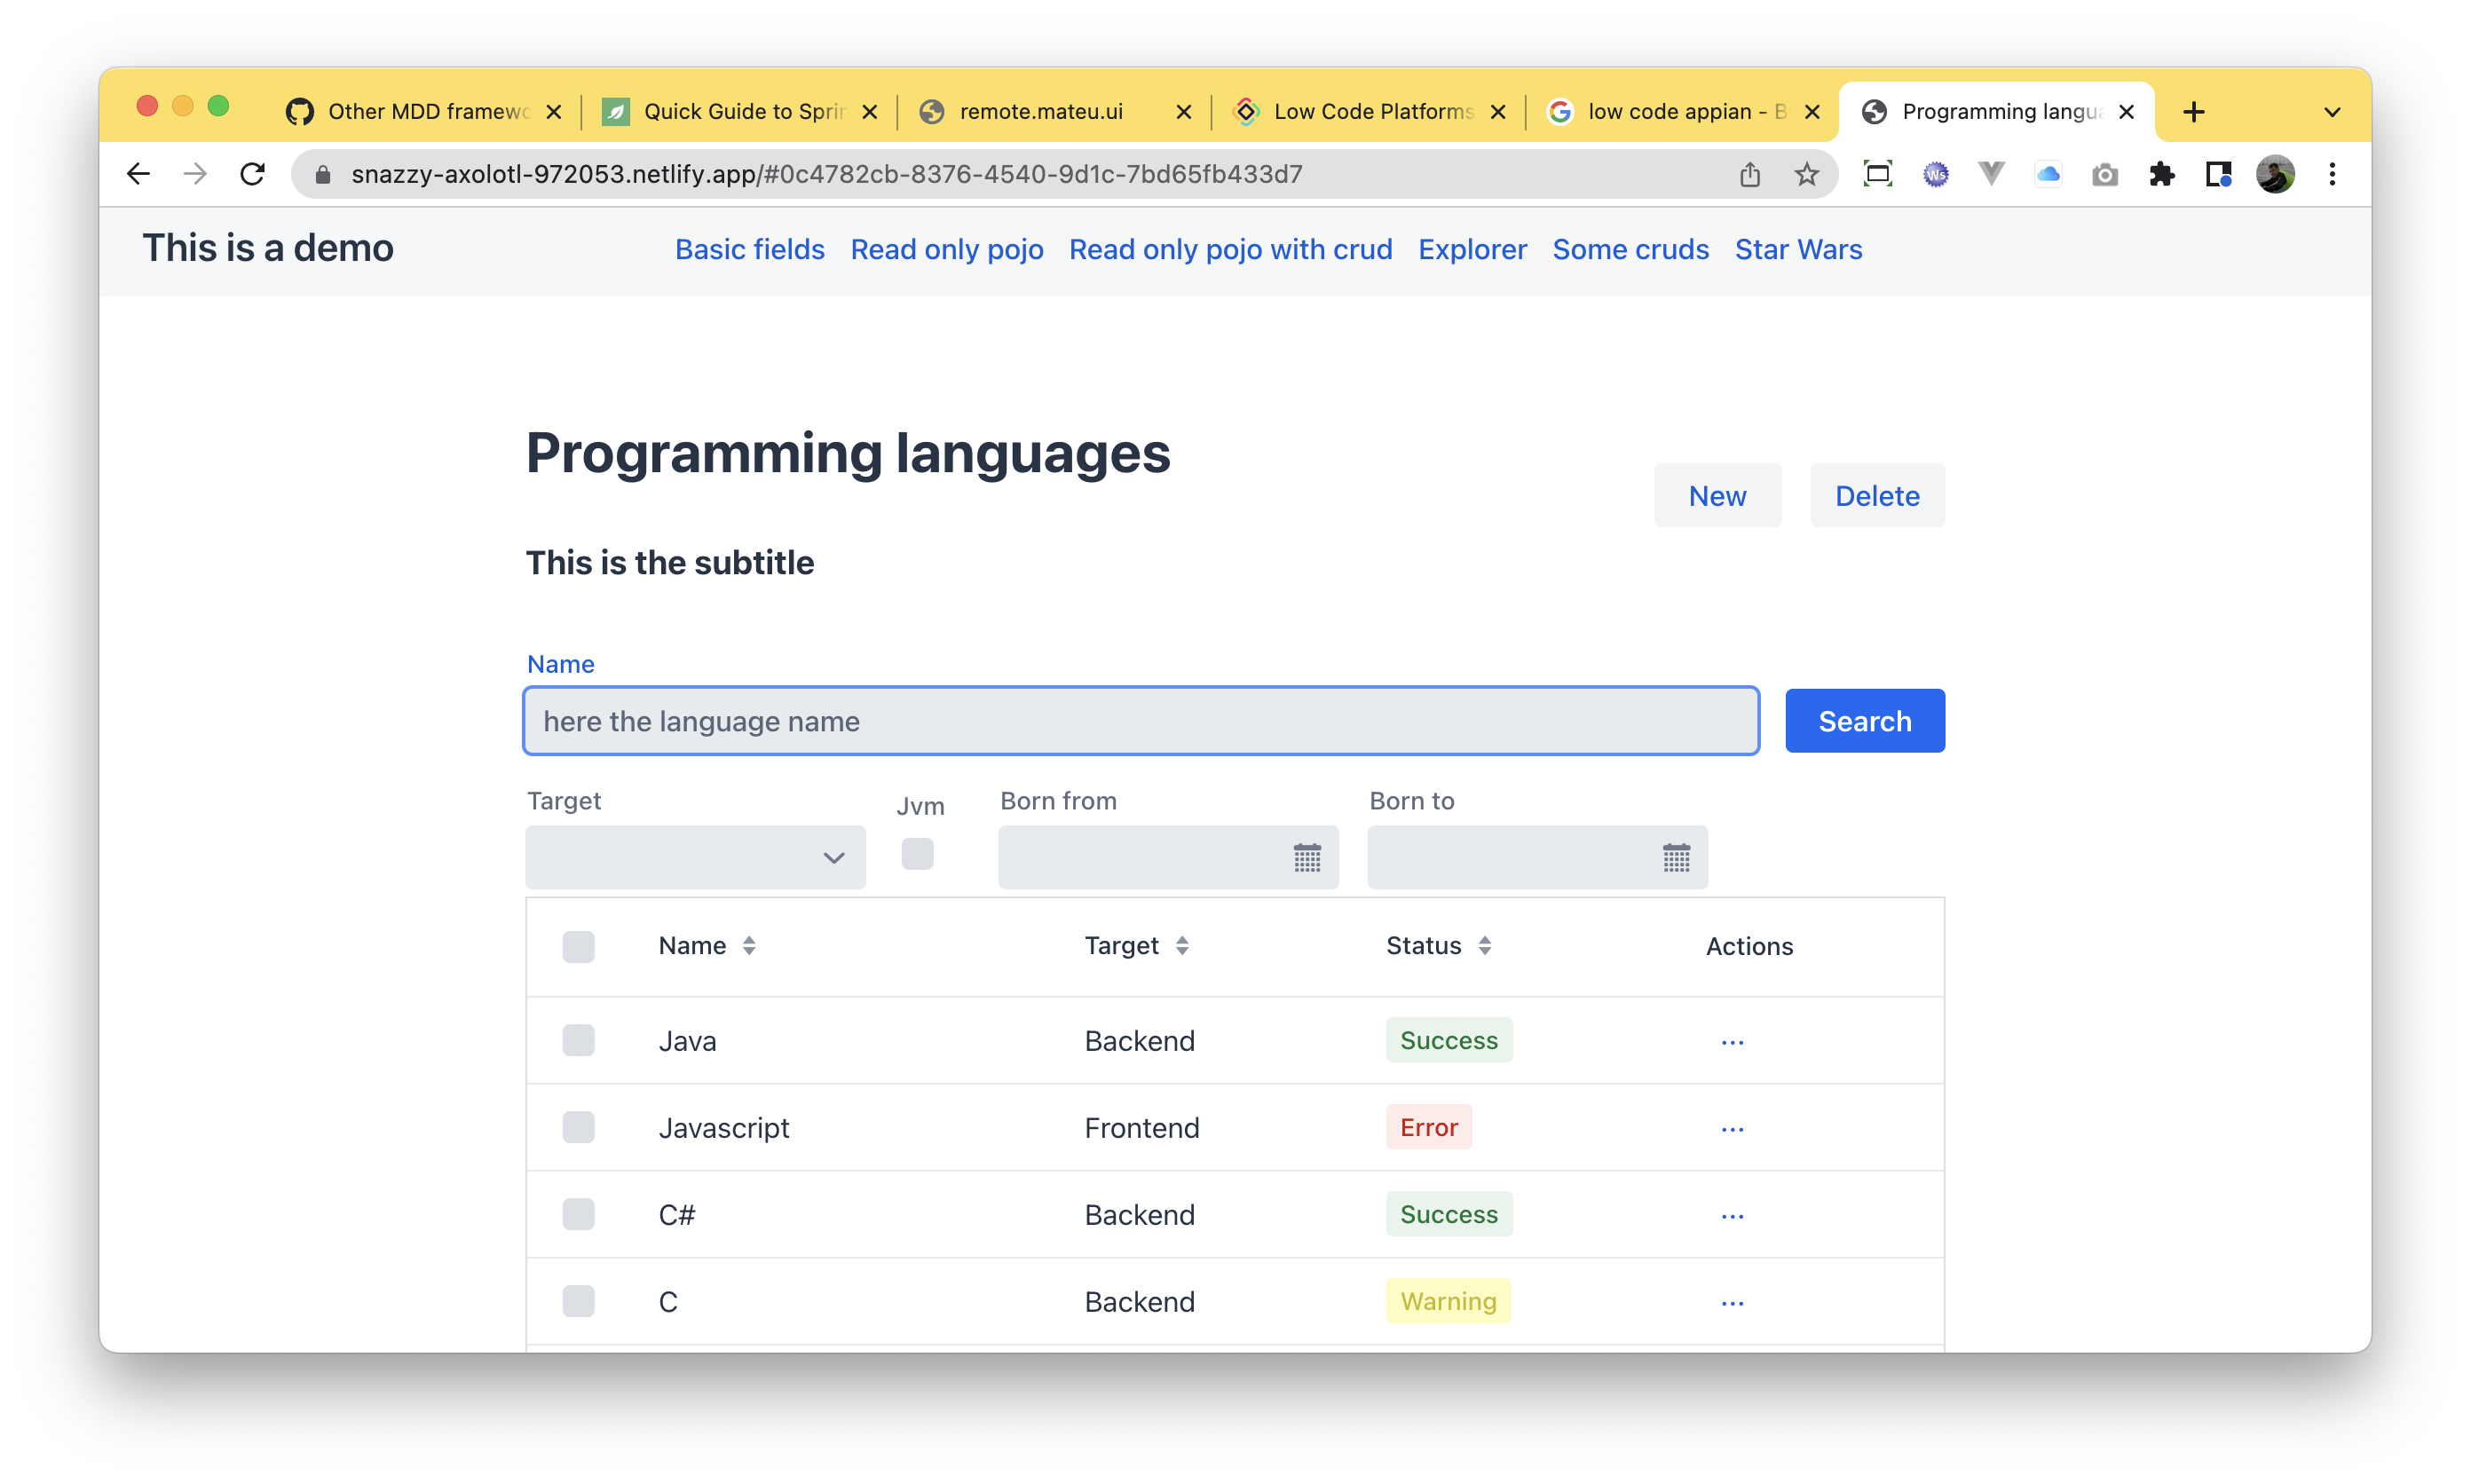 Other MDD framewo
Quick Guide to Sprin
remote.mateu.ui
Low Code Platforms
low code appian - B
Programming langua
snazzy-axolotl-972053.netlify.app/#0c4782cb-8376-4540-9d1c-7bd65fb433d7
Ws
This is a demo
Basic fields Read only pojo Read only pojo with crud Explorer Some cruds Star Wars
Programming languages
New Delete
This is the subtitle
Name
here the language name
Search
Target Jvm Born from Born to
Name Target Status Actions
Java Backend Success ...
Javascript Frontend Error ...
C# Backend Success ...
C Backend Warning ...